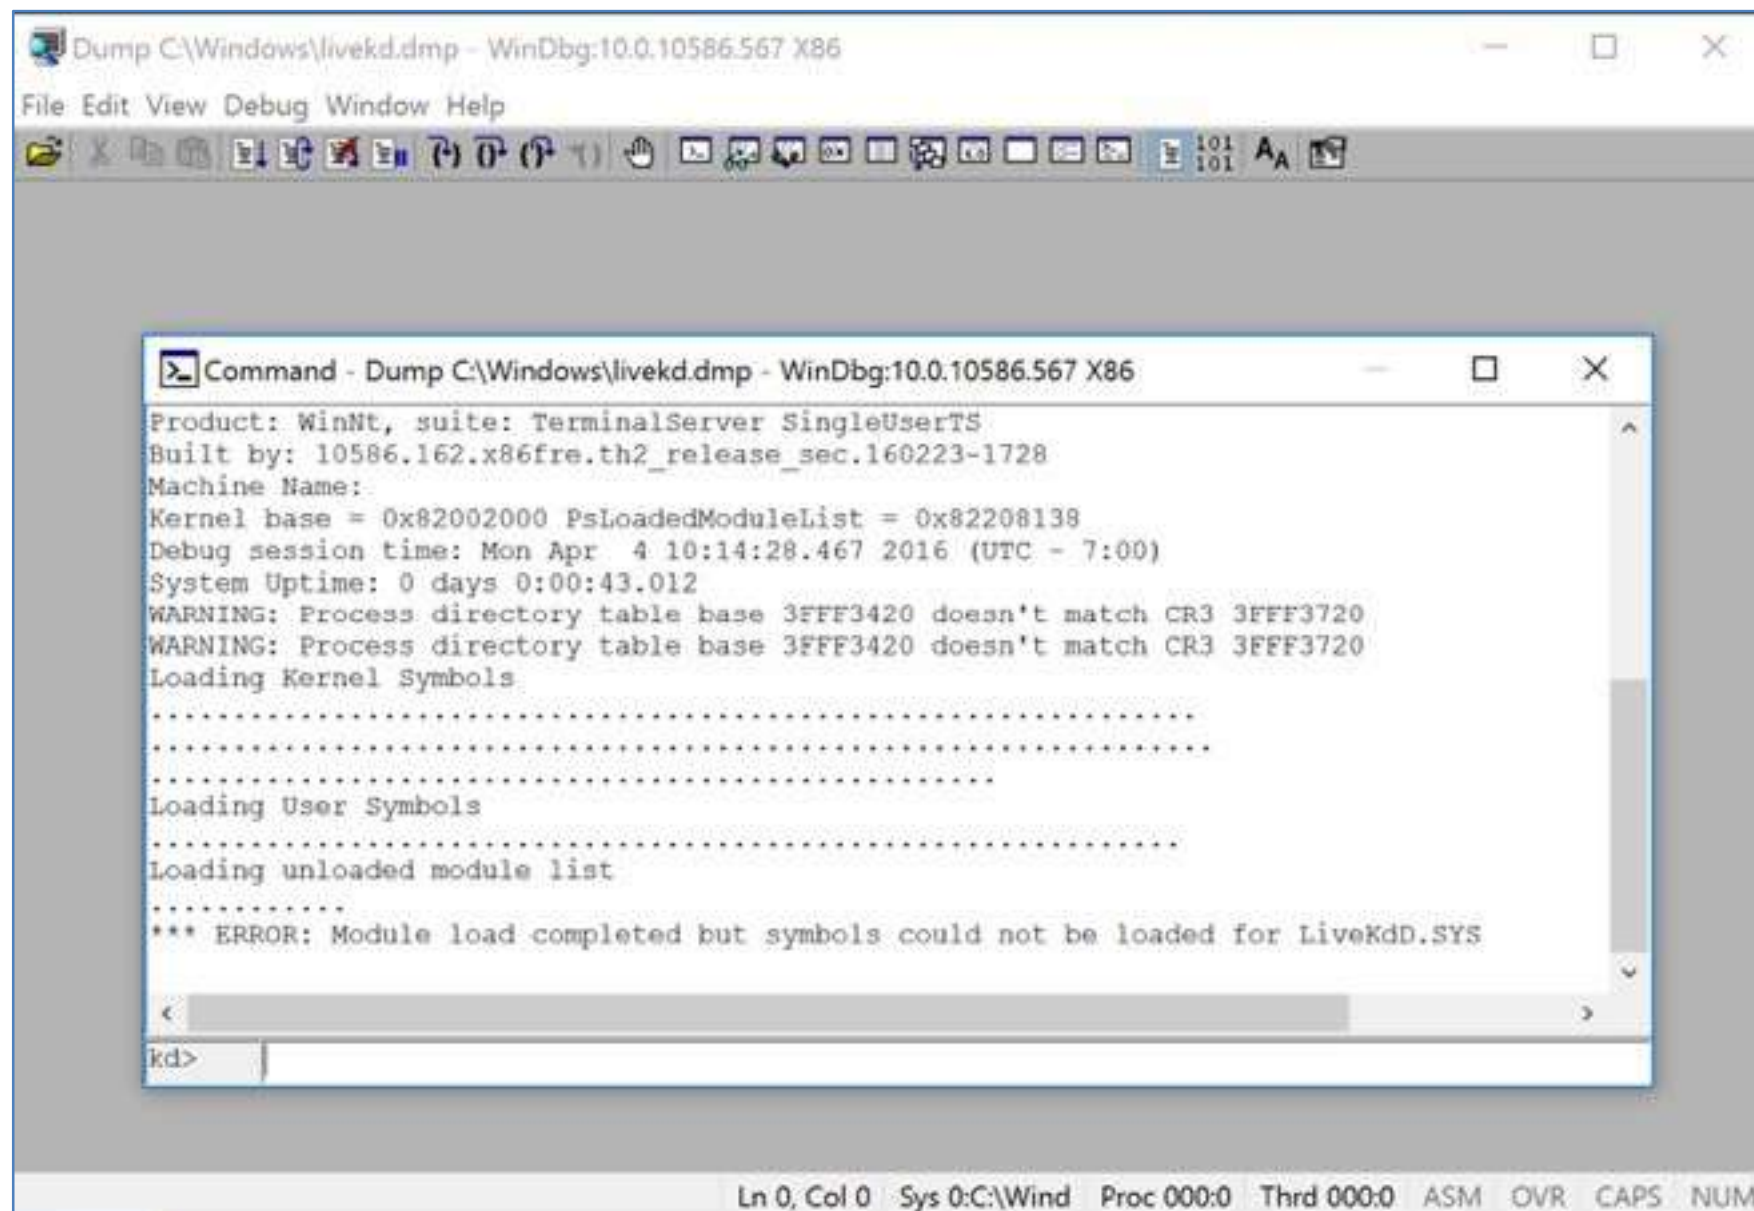 Dump C:\Windows\livekd.dmp - WinDbg:10.0.10586.567 X86
File Edit View Debug Window Help
101
101
AA
Command - Dump C:\Windows\livekd.dmp - WinDbg:10.0.10586.567 X86
Product: WinNt, suite: TerminalServer SingleUserTS
Built by: 10586.162.x86fre.th2_release_sec.160223-1728
Machine Name:
Kernel base = 0x82002000 PsLoadedModuleList = 0x82208138
Debug session time: Mon Apr  4 10:14:28.467 2016 (UTC - 7:00)
System Uptime: 0 days 0:00:43.012
WARNING: Process directory table base 3FFF3420 doesn't match CR3 3FFF3720
WARNING: Process directory table base 3FFF3420 doesn't match CR3 3FFF3720
Loading Kernel Symbols
...............................................................
................................................................
...................................................
Loading User Symbols
..............................................................
Loading unloaded module list
............
*** ERROR: Module load completed but symbols could not be loaded for LiveKdD.SYS
kd>
Ln 0, Col 0 Sys 0:C:\Wind Proc 000:0 Thrd 000:0 ASM OVR CAPS NUM